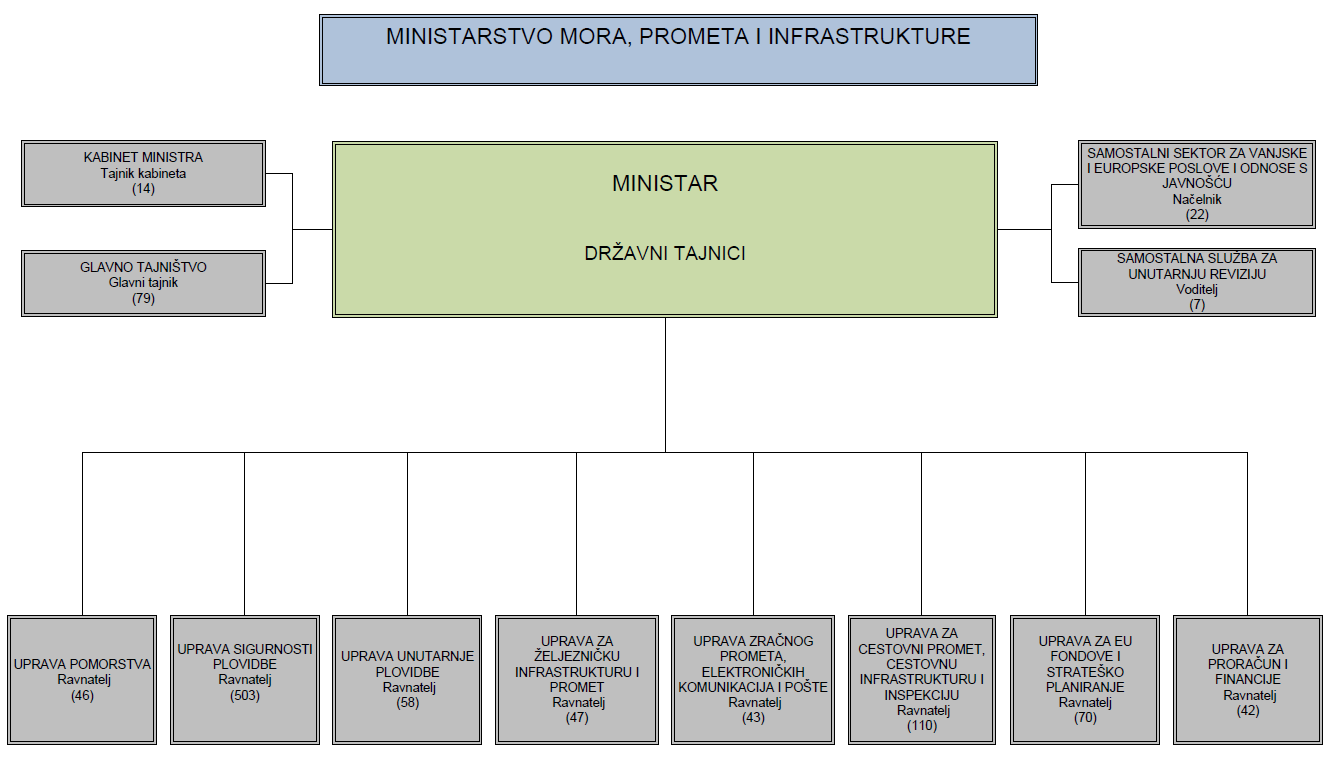 MINISTARSTVO MORA, PROMETA I INFRASTRUKTURE
KABINET MINISTRA
Tajnik kabineta
(14)
GLAVNO TAJNIŠTVO
Glavni tajnik
(79)
MINISTAR
DRŽAVNI TAJNICI
SAMOSTALNI SEKTOR ZA VANJSKE
I EUROPSKE POSLOVE I ODNOSE S
JAVNOŠĆU
Načelnik
(22)
SAMOSTALNA SLUŽBA ZA
UNUTARNJU REVIZIJU
Voditelj
(7)
UPRAVA POMORSTVA
Ravnatelj
(46)
UPRAVA SIGURNOSTI
PLOVIDBE
Ravnatelj
(503)
UPRAVA UNUTARNJE
PLOVIDBE
Ravnatelj
(58)
UPRAVA ZA
ŽELJEZNIČKU
INFRASTRUKTURU I
PROMET
Ravnatelj
(47)
UPRAVA ZRAČNOG
PROMETA,
ELEKTRONIČKIH
KOMUNIKACIJA I POŠTE
Ravnatelj
(43)
UPRAVA ZA
CESTOVNI PROMET,
CESTOVNU
INFRASTRUKTURU I
INSPEKCIJU
Ravnatelj
(110)
UPRAVA ZA EU
FONDOVE I
STRATEŠKO
PLANIRANJE
Ravnatelj
(70)
UPRAVA ZA
PRORAČUN I
FINANCIJE
Ravnatelj
(42)